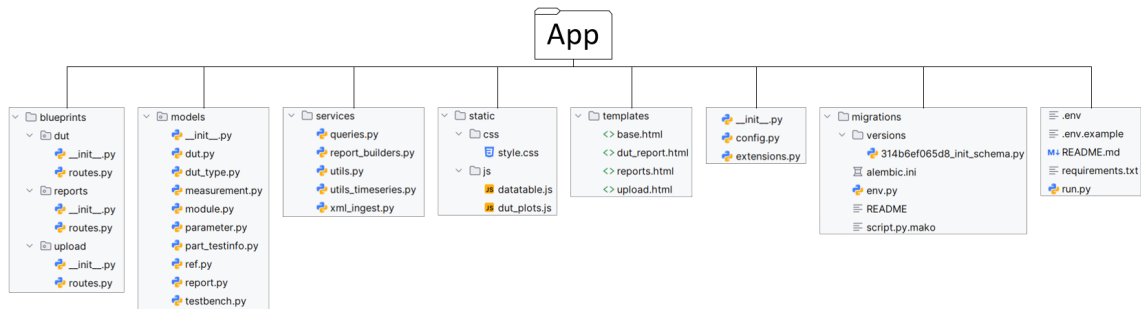 App
blueprints
dut
__init__.py
routes.py
reports
__init__.py
routes.py
upload
__init__.py
routes.py
models
__init__.py
dut.py
dut_type.py
measurement.py
module.py
parameter.py
part_testinfo.py
ref.py
report.py
testbench.py
services
queries.py
report_builders.py
utils.py
utils_timeseries.py
xml_ingest.py
static
css
style.css
js
JS datatable.js
JS dut_plots.js
templates
<> base.html
<> dut_report.html
<> reports.html
<> upload.html
__init__.py
config.py
extensions.py
migrations
versions
314b6ef065d8_init_schema.py
alembic.ini
env.py
README
script.py.mako
.env
.env.example
M↓ README.md
requirements.txt
run.py